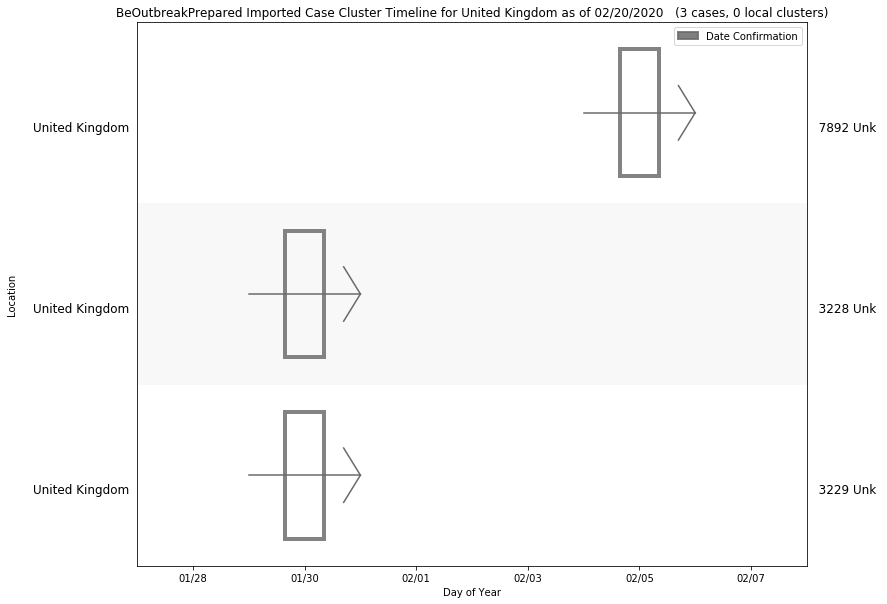 BeOutbreakPrepared Imported Case Cluster Timeline for United Kingdom as of 02/20/2020   (3 cases, 0 local clusters)
Date Confirmation
United Kingdom 7892 Unk
United Kingdom 3228 Unk
United Kingdom 3229 Unk
Location
01/28 01/30 02/01 02/03 02/05 02/07
Day of Year